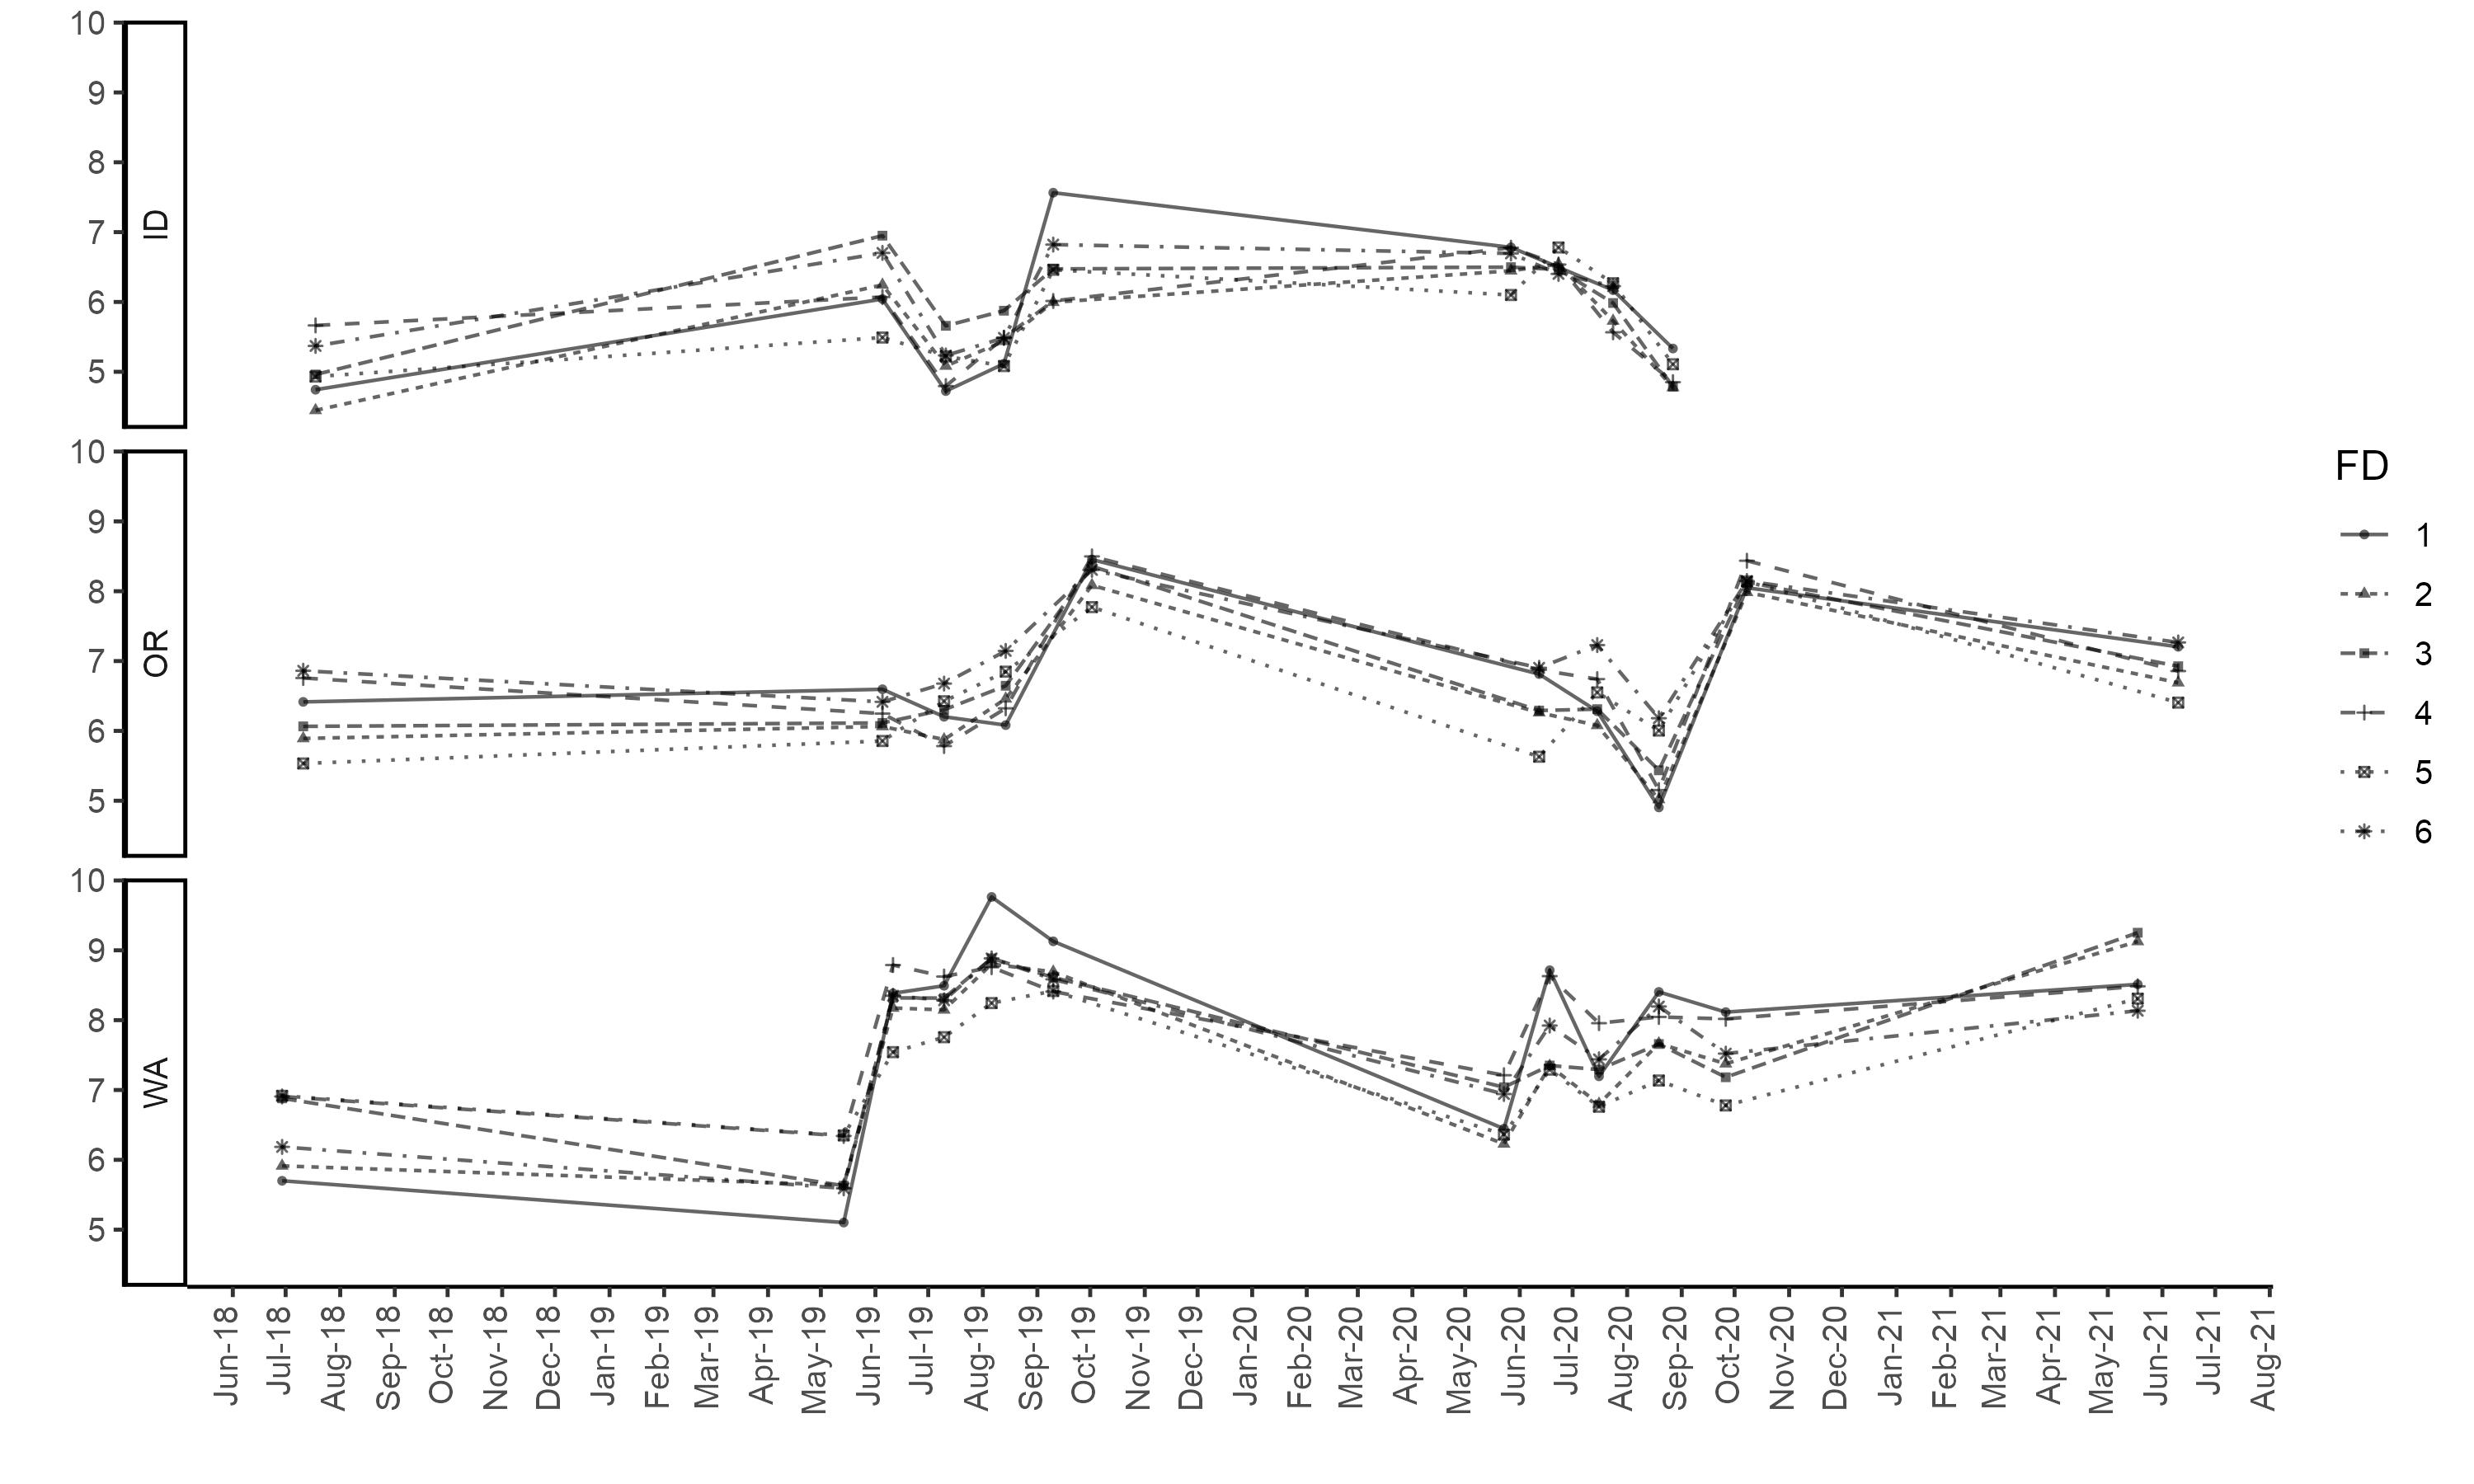 10
9
8
7
6
5
ID
10
9
8
7
6
5
OR
10
9
8
7
6
5
WA
Jun-18
Jul-18
Aug-18
Sep-18
Oct-18
Nov-18
Dec-18
Jan-19
Feb-19
Mar-19
Apr-19
May-19
Jun-19
Jul-19
Aug-19
Sep-19
Oct-19
Nov-19
Dec-19
Jan-20
Feb-20
Mar-20
Apr-20
May-20
Jun-20
Jul-20
Aug-20
Sep-20
Oct-20
Nov-20
Dec-20
Jan-21
Feb-21
Mar-21
Apr-21
May-21
Jun-21
Jul-21
Aug-21
FD
1
2
3
4
5
6